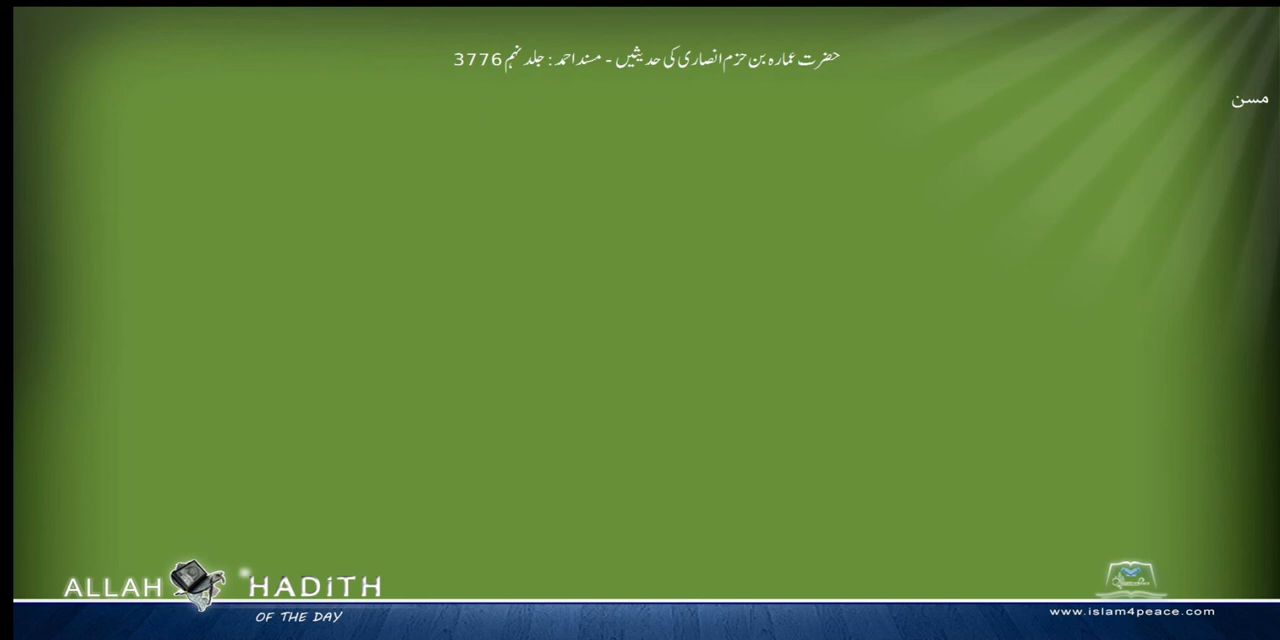 حضرت عمارہ بن حزم انصاری کی حدیثیں - مسند احمد : جلد نہم 3776
مسن
ALLAH HADITH
OF THE DAY
www.islam4peace.com